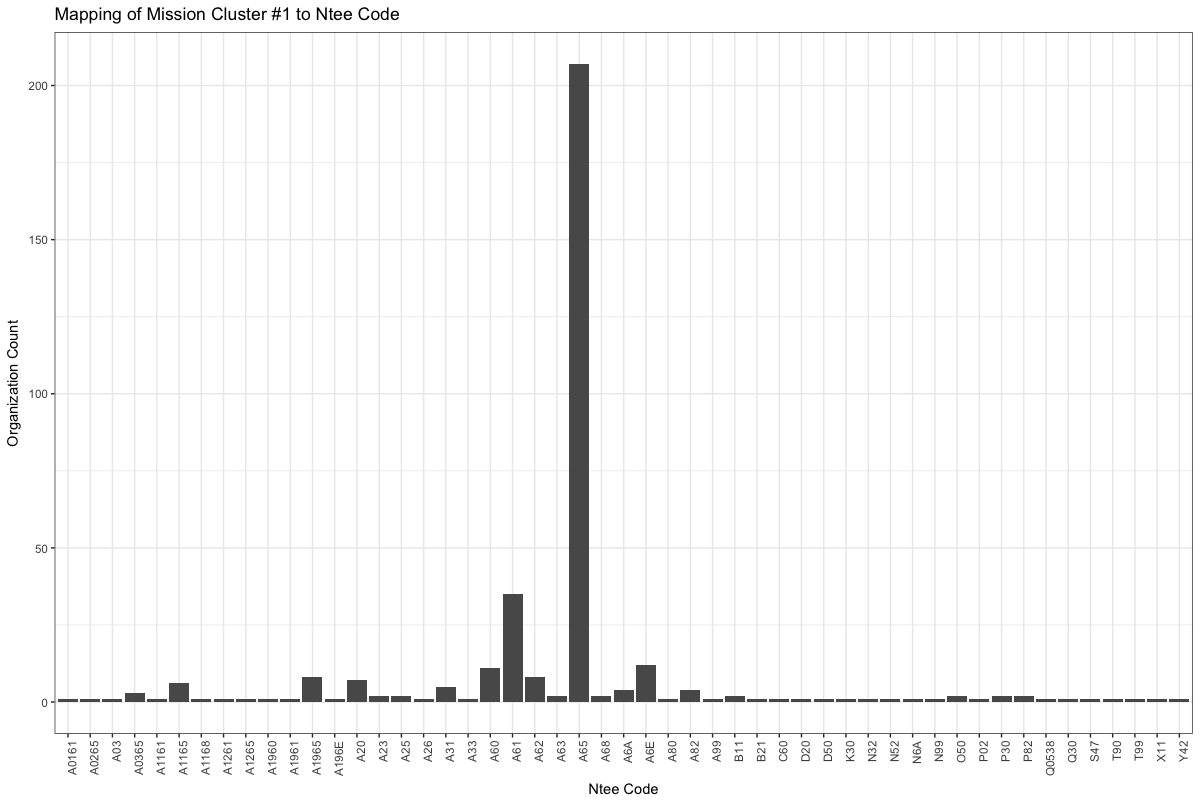 Mapping of Mission Cluster #1 to Ntee Code
Organization Count
200
150
100
50
0
A0161
A0265
A03
A0365
A1161
A1165
A1168
A1261
A1265
A1960
A1961
A1965
A196E
A20
A23
A25
A26
A31
A33
A60
A61
A62
A63
A65
A68
A6A
A6E
A80
A82
A99
B11
B21
C60
D20
D50
K30
N32
N52
N6A
N99
O50
P02
P30
P82
Q0538
Q30
S47
T90
T99
X11
Y42
Ntee Code